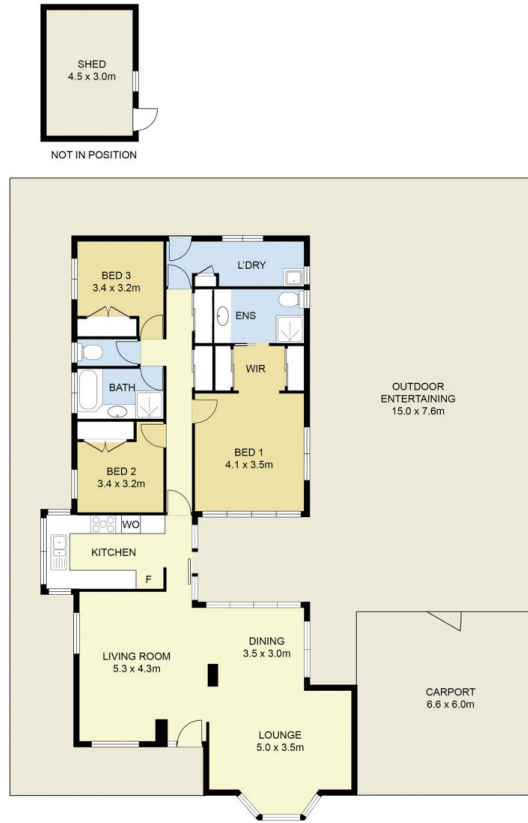 SHED
4.5 x 3.0m
NOT IN POSITION
BED 3
3.4 x 3.2m
L'DRY
ENS
WIR
BATH
OUTDOOR
ENTERTAINING
15.0 x 7.6m
BED 1
4.1 x 3.5m
BED 2
3.4 x 3.2m
WO
KITCHEN
F
DINING
3.5 x 3.0m
LIVING ROOM
5.3 x 4.3m
CARPORT
6.6 x 6.0m
LOUNGE
5.0 x 3.5m